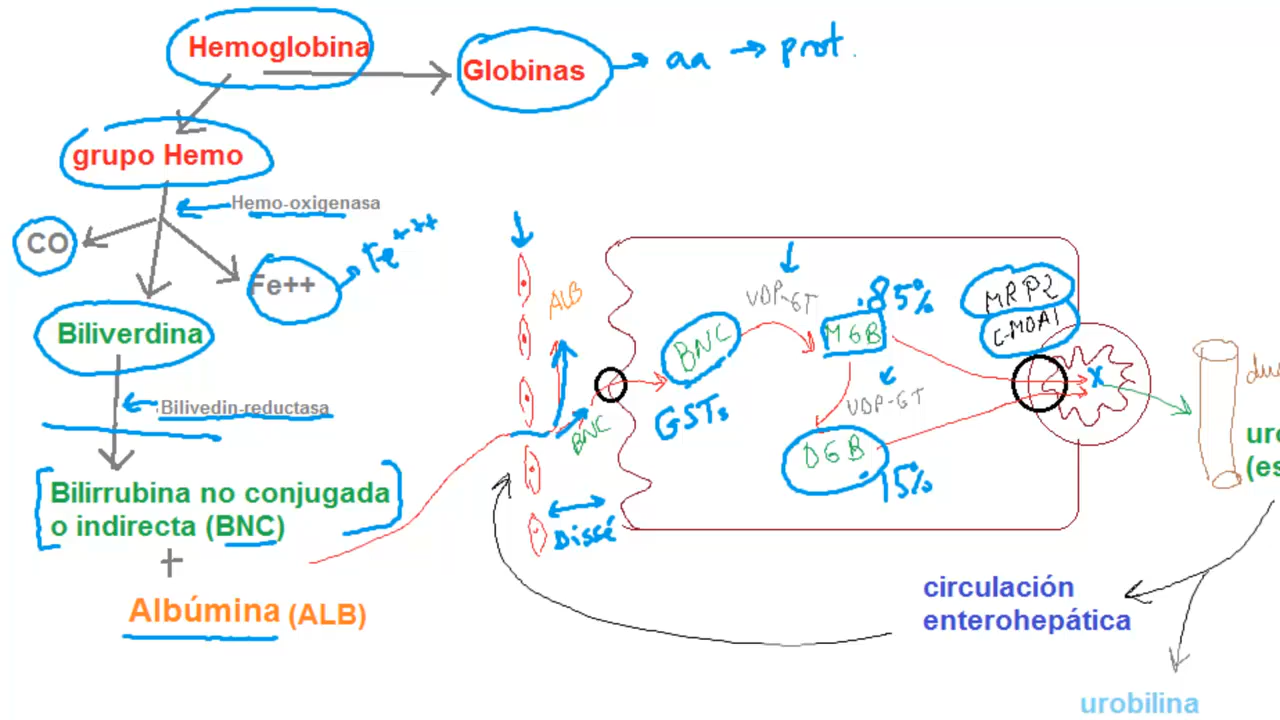 Hemoglobina
Globinas → aa → prot.
grupo Hemo
Hemo-oxigenasa
CO
Fe++ → Fe+++
Biliverdina
Bilivedin-reductasa
Bilirrubina no conjugada
o indirecta (BNC)
+
Albúmina (ALB)
ALB
BNC
Dissé
BNC
GSTs
UDP-GT
85%
MGB
UDP-GT
DGB
15%
MRP2
C-MOAT
x
uro
(es
circulación
enterohepática
urobilina